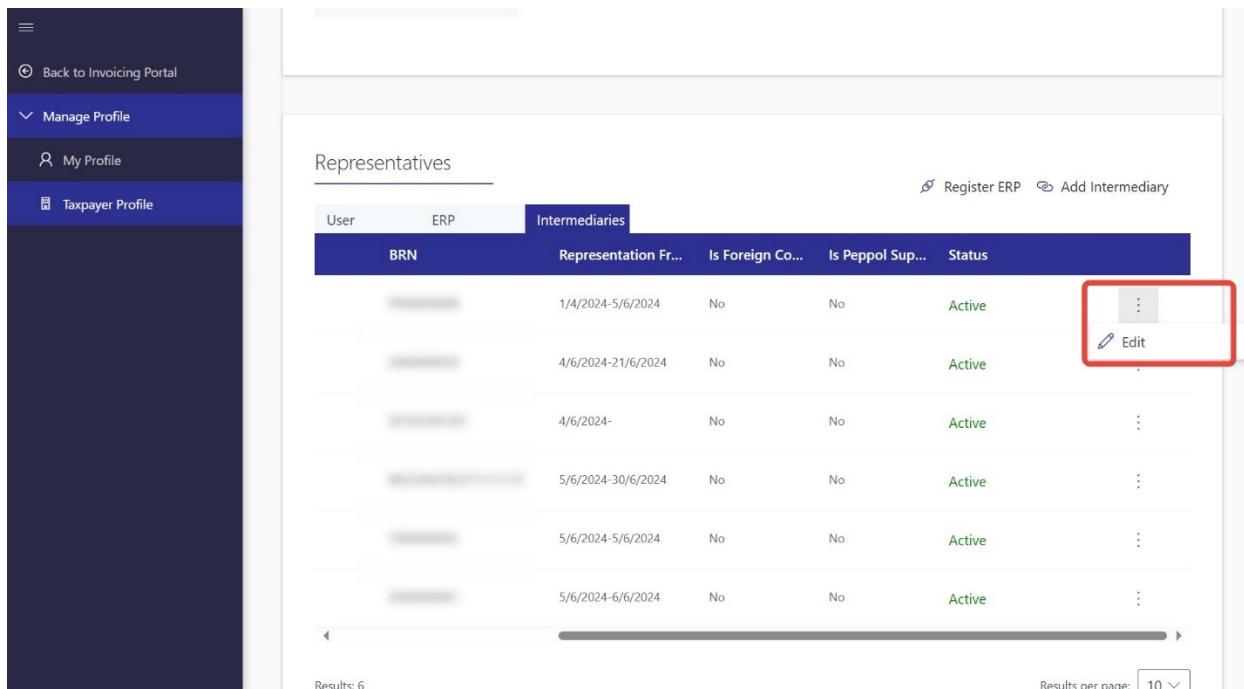 Back to Invoicing Portal
Manage Profile
My Profile
Taxpayer Profile
Representatives
Register ERP Add Intermediary
User ERP Intermediaries
BRN Representation Fr... Is Foreign Co... Is Peppol Sup... Status
1/4/2024-5/6/2024 No No Active
Edit
4/6/2024-21/6/2024 No No Active
4/6/2024- No No Active
5/6/2024-30/6/2024 No No Active
5/6/2024-5/6/2024 No No Active
5/6/2024-6/6/2024 No No Active
Results: 6 Results per page: 10